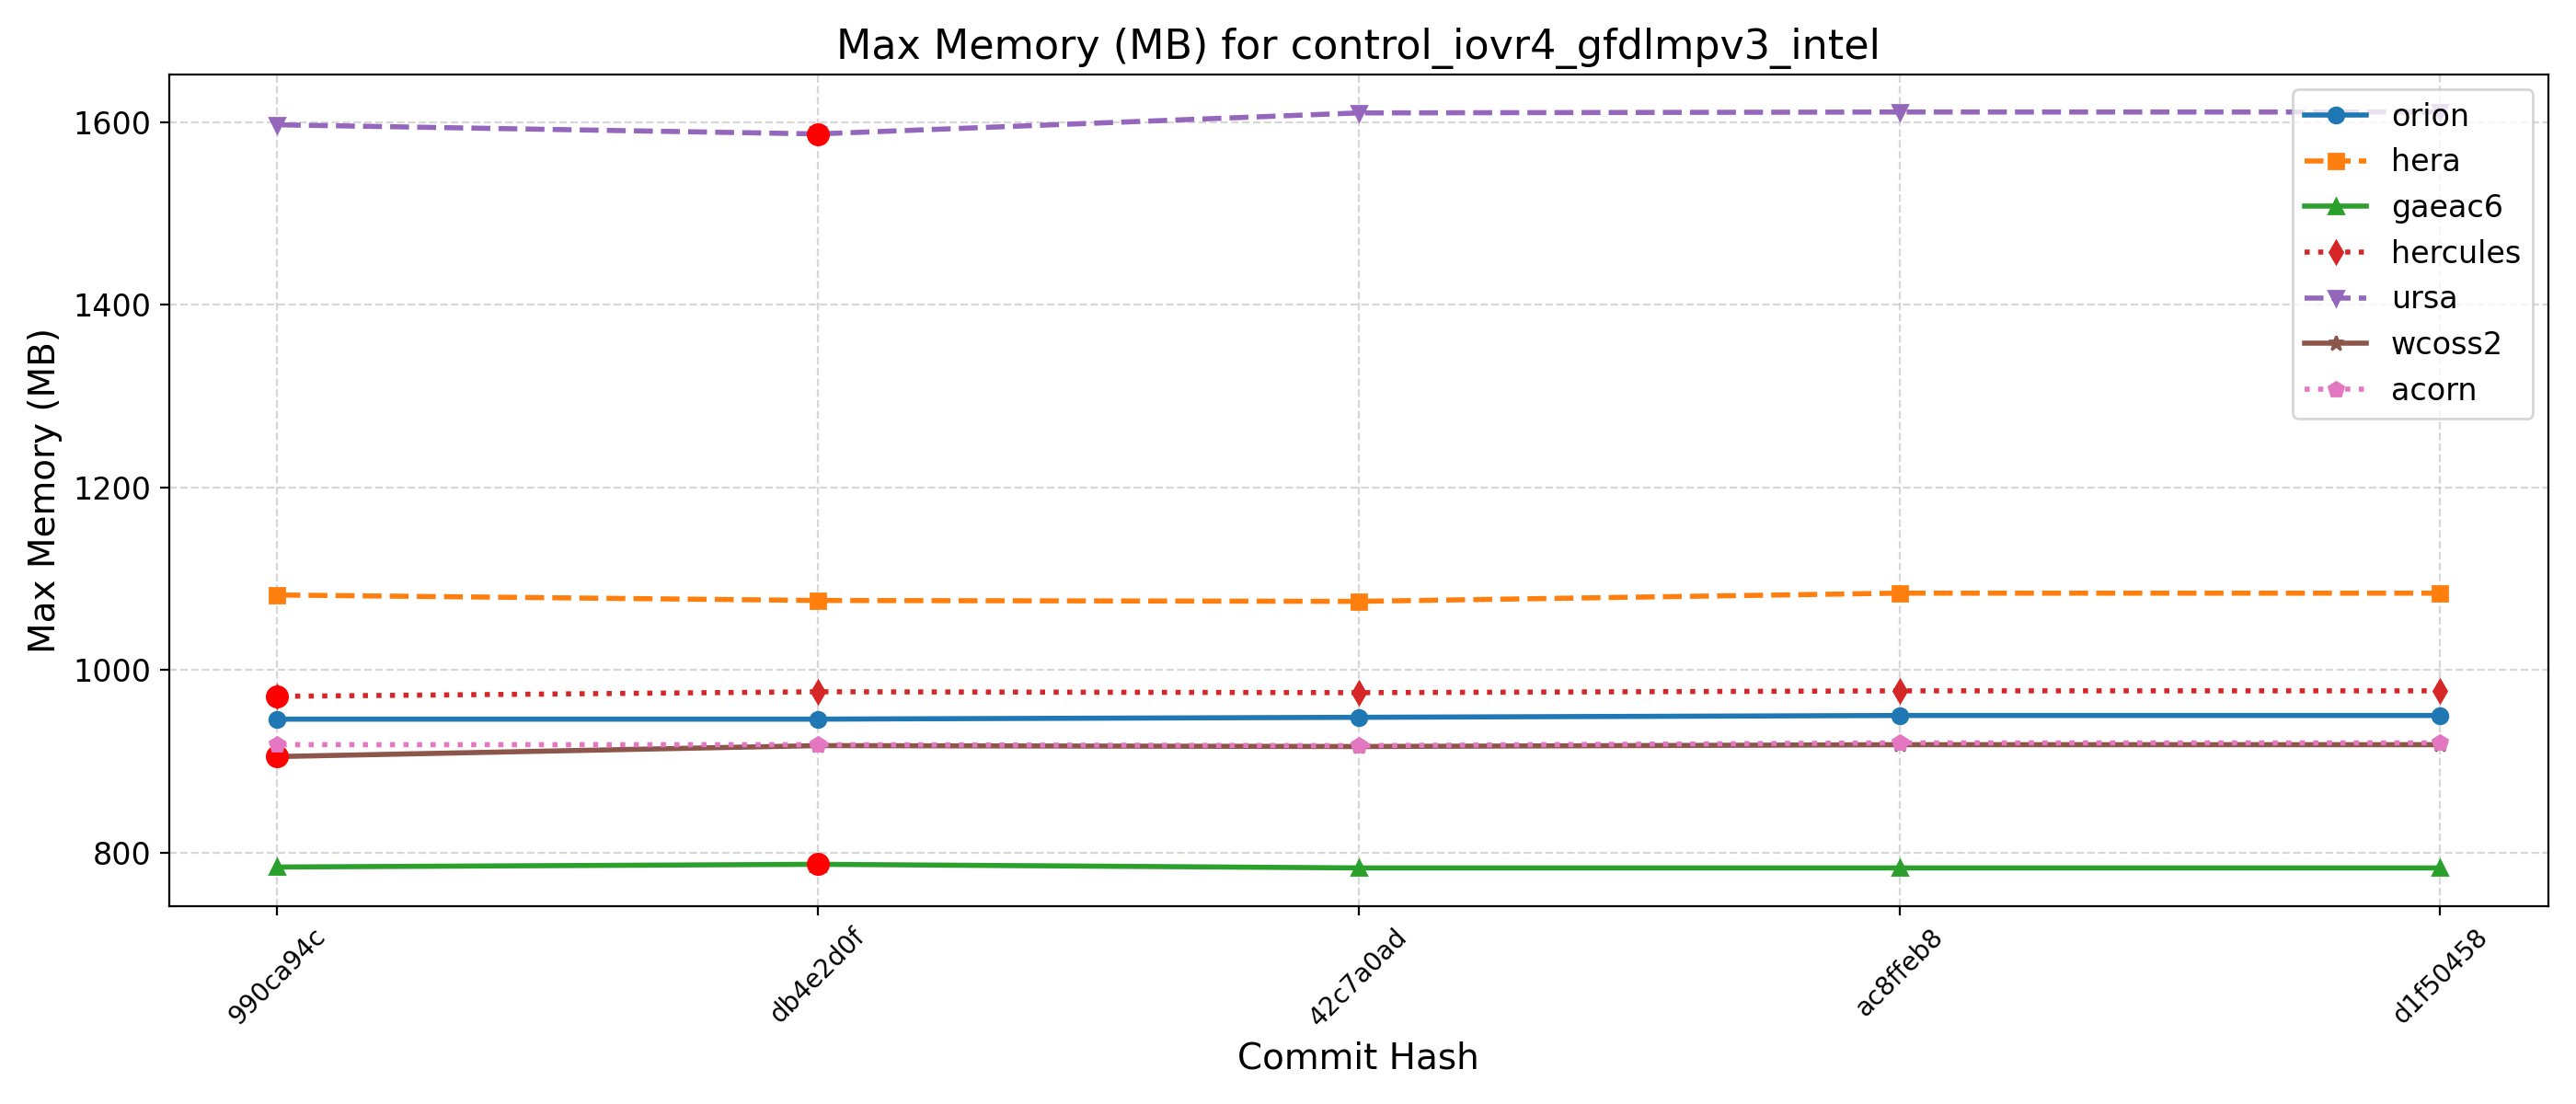 Max Memory (MB) for control_iovr4_gfdlmpv3_intel
Max Memory (MB)
1600
1400
1200
1000
800
orion
hera
gaeac6
hercules
ursa
wcoss2
acorn
990ca94c
db4e2d0f
42c7a0ad
ac8ffeb8
d1f50458
Commit Hash